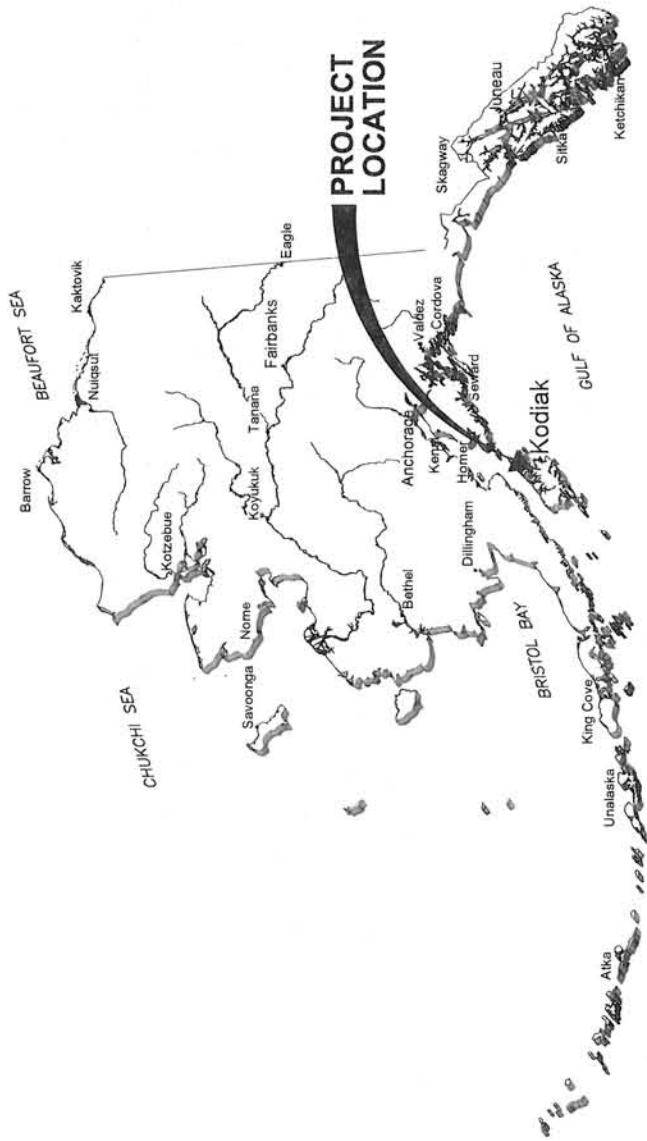 BEAUFORT SEA
Barrow
Nuiqsut
Kaktovik
CHUKCHI SEA
Kotzebue
Koyukuk
Tanana
Fairbanks
Eagle
Nome
Savoonga
PROJECT
LOCATION
Bethel
Anchorage
Valdez
Cordova
Skagway
Juneau
Dillingham
Homer
Seward
Sitka
Kodiak
Ketchikan
BRISTOL BAY
GULF OF ALASKA
King Cove
Unalaska
Atka